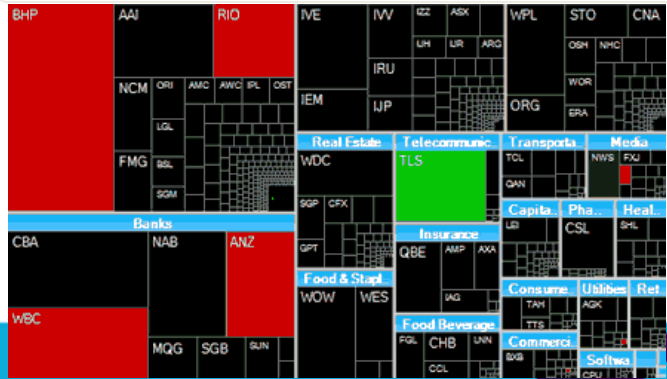 BHP
AAI
RIO
NCM
ORI
AMC
AWC
IPL
OST
LGL
FMG
BSL
SGM
IVE
IVV
IZZ
ASX
IJH
IJR
ARG
IRU
IEM
IJP
WPL
STO
CNA
OSH
NHC
WOR
ORG
ERA
Real Estate
WDC
SGP
CFX
GPT
Telecommunic
TLS
Transporta
TCL
QAN
Media
NWS
FXJ
Banks
CBA
NAB
ANZ
WBC
MQG
SGB
SUN
Insurance
QBE
AMP
AXA
IAG
Capita..
LEI
Pha..
CSL
Heal..
SHL
Food & Stapl..
WOW
WES
Food Beverage
FGL
CHB
LNN
CCL
Consume..
TAH
TTS
Utilities
AGK
Ret..
Commerci..
BXB
Softwa..
CPU